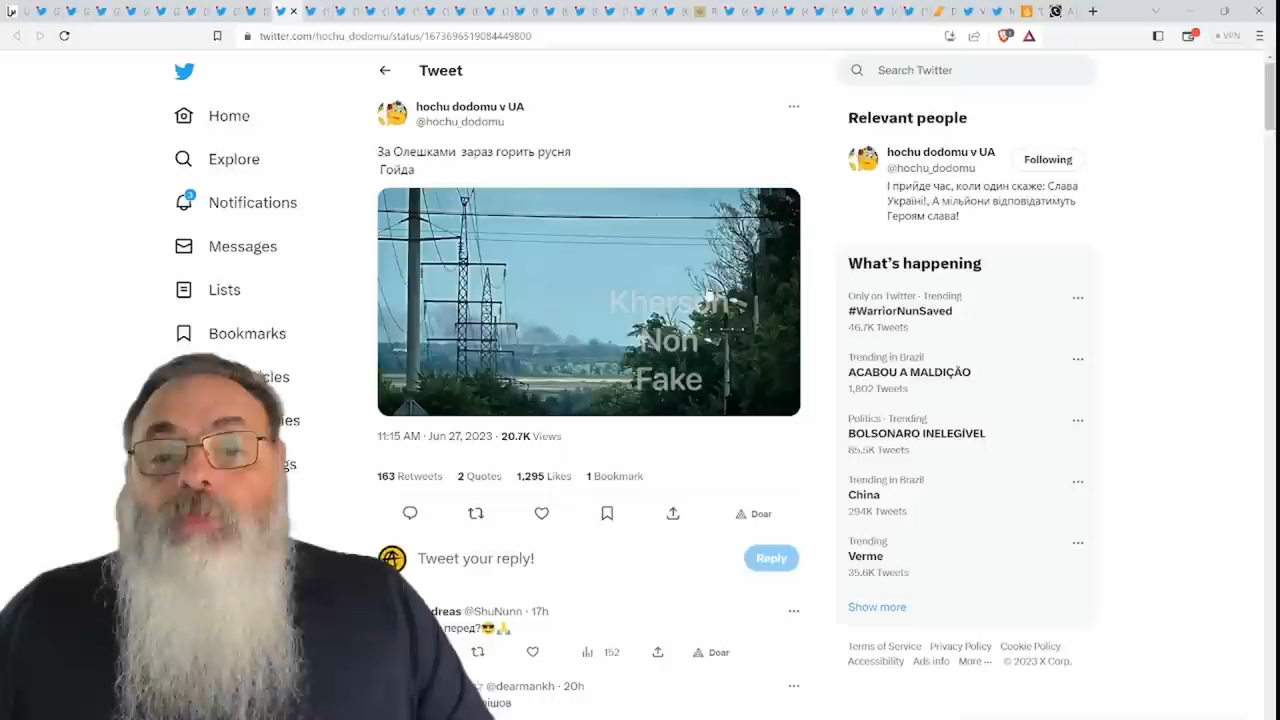 twitter.com/hochu_dodomu/status/1673696519084449800
VPN
Home
Explore
3
Notifications
Messages
Lists
Bookmarks
Tweet
hochu dodomu v UA
@hochu_dodomu
За Олешками зараз горить русня
Гойда
Kherson
Non
Fake
11:15 AM · Jun 27, 2023 · 20.7K Views
163 Retweets 2 Quotes 1,295 Likes 1 Bookmark
Doar
Tweet your reply!
Reply
dreas @ShuNunn · 17h
перед?😎🙏
152
Doar
@dearmankh · 20h
Search Twitter
Relevant people
hochu dodomu v UA
@hochu_dodomu
Following
І прийде час, коли один скаже: Слава
Україні!, А мільйони відповідатимуть
Героям слава!
What's happening
Only on Twitter · Trending
#WarriorNunSaved
46.7K Tweets
Trending in Brazil
ACABOU A MALDIÇÃO
1,802 Tweets
Politics · Trending
BOLSONARO INELEGÍVEL
85,5K Tweets
Trending in Brazil
China
294K Tweets
Trending
Verme
35.6K Tweets
Show more
Terms of Service Privacy Policy Cookie Policy
Accessibility Ads info More ··· © 2023 X Corp.